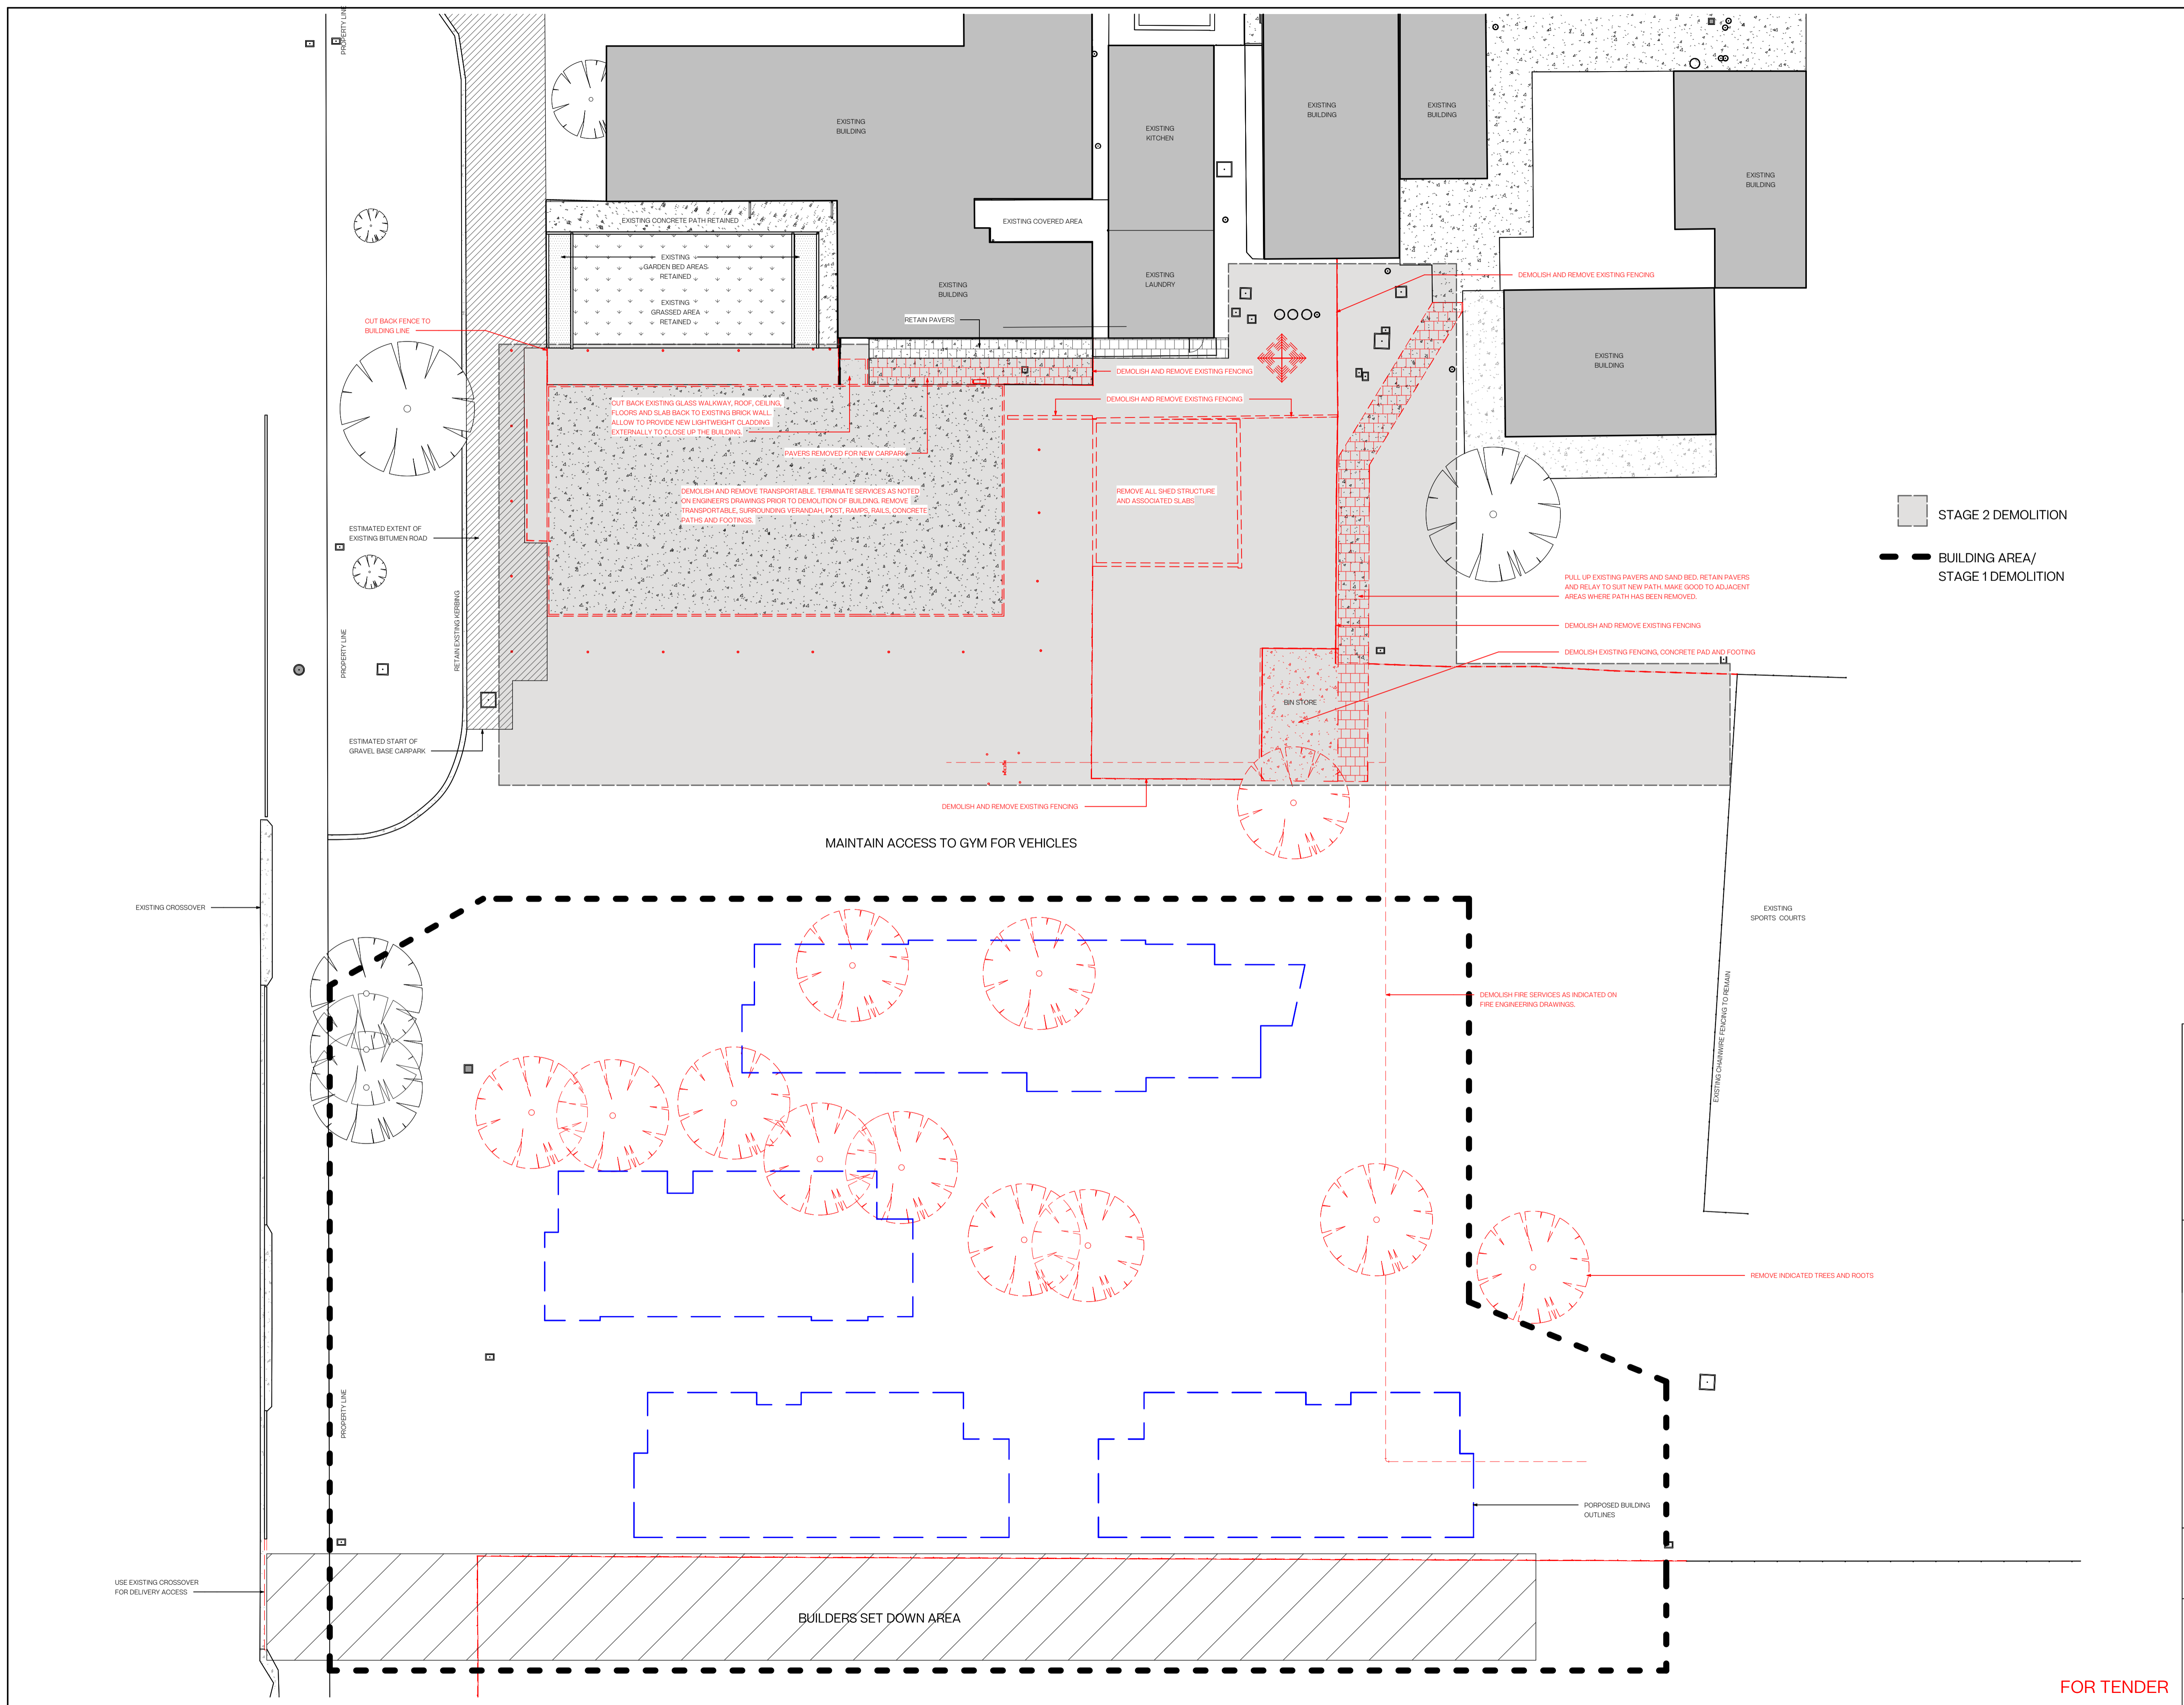 PROPERTY LINE
EXISTING
BUILDING
EXISTING
KITCHEN
EXISTING
BUILDING
EXISTING
BUILDING
EXISTING
BUILDING
EXISTING CONCRETE PATH RETAINED
EXISTING COVERED AREA
EXISTING
GARDEN BED AREAS
RETAINED
EXISTING
GRASSED AREA
RETAINED
EXISTING
BUILDING
EXISTING
LAUNDRY
DEMOLISH AND REMOVE EXISTING FENCING
CUT BACK FENCE TO
BUILDING LINE
RETAIN PAVERS
EXISTING
BUILDING
DEMOLISH AND REMOVE EXISTING FENCING
CUT BACK EXISTING GLASS WALKWAY, ROOF, CEILING,
FLOORS AND SLAB BACK TO EXISTING BRICK WALL.
ALLOW TO PROVIDE NEW LIGHTWEIGHT CLADDING
EXTERNALLY TO CLOSE UP THE BUILDING.
DEMOLISH AND REMOVE EXISTING FENCING
PAVERS REMOVED FOR NEW CARPARK
DEMOLISH AND REMOVE TRANSPORTABLE. TERMINATE SERVICES AS NOTED
ON ENGINEER'S DRAWINGS PRIOR TO DEMOLITION OF BUILDING. REMOVE
TRANSPORTABLE, SURROUNDING VERANDAH, POST, RAMPS, RAILS, CONCRETE
PATHS AND FOOTINGS.
REMOVE ALL SHED STRUCTURE
AND ASSOCIATED SLABS
STAGE 2 DEMOLITION
BUILDING AREA/
STAGE 1 DEMOLITION
ESTIMATED EXTENT OF
EXISTING BITUMEN ROAD
PULL UP EXISTING PAVERS AND SAND BED. RETAIN PAVERS
AND RELAY TO SUIT NEW PATH. MAKE GOOD TO ADJACENT
AREAS WHERE PATH HAS BEEN REMOVED.
PROPERTY LINE
RETAIN EXISTING KERBING
DEMOLISH AND REMOVE EXISTING FENCING
DEMOLISH EXISTING FENCING, CONCRETE PAD AND FOOTING
BIN STORE
ESTIMATED START OF
GRAVEL BASE CARPARK
DEMOLISH AND REMOVE EXISTING FENCING
MAINTAIN ACCESS TO GYM FOR VEHICLES
EXISTING CROSSOVER
EXISTING
SPORTS COURTS
DEMOLISH FIRE SERVICES AS INDICATED ON
FIRE ENGINEERING DRAWINGS,
EXISTING CHAINWIRE FENCING TO REMAIN
REMOVE INDICATED TREES AND ROOTS
PROPERTY LINE
PORPOSED BUILDING
OUTLINES
USE EXISTING CROSSOVER
FOR DELIVERY ACCESS
BUILDERS SET DOWN AREA
FOR TENDER